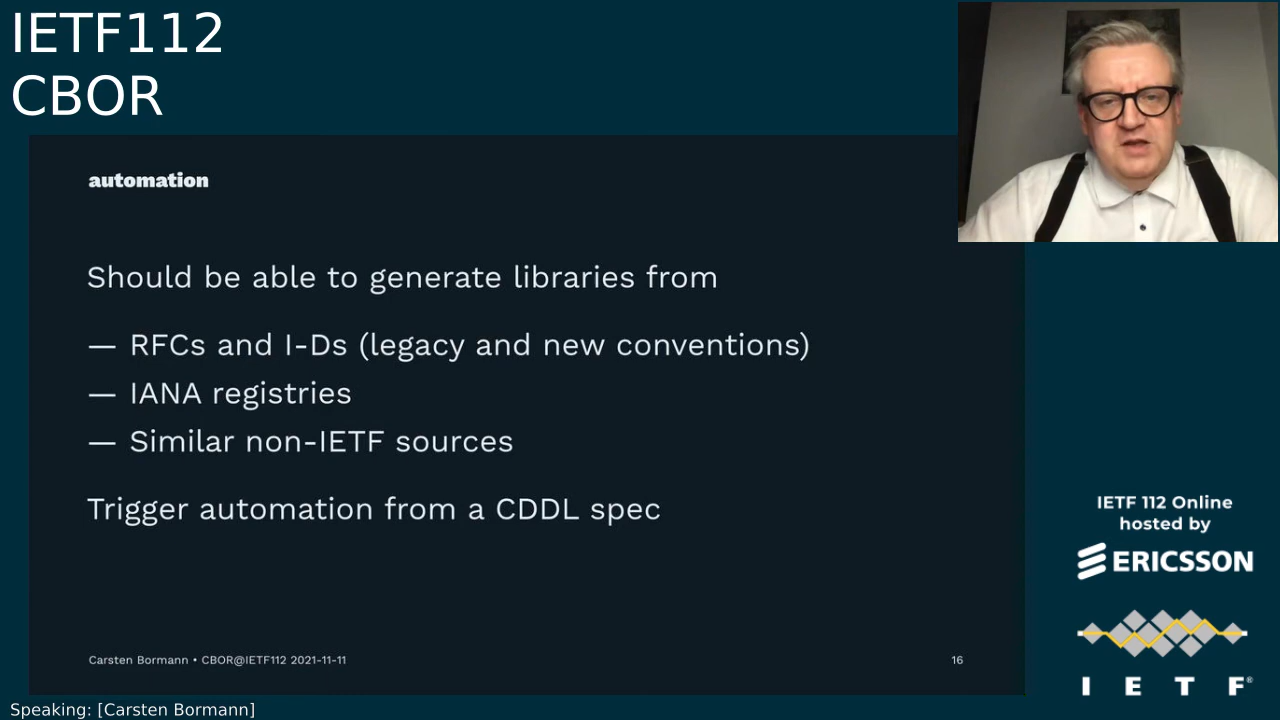 IETF112
CBOR
automation
Should be able to generate libraries from
— RFCs and I-Ds (legacy and new conventions)
— IANA registries
— Similar non-IETF sources
Trigger automation from a CDDL spec
Carsten Bormann • CBOR@IETF112 2021-11-11
16
IETF 112 Online
hosted by
ERICSSON
I E T F®
Speaking: [Carsten Bormann]